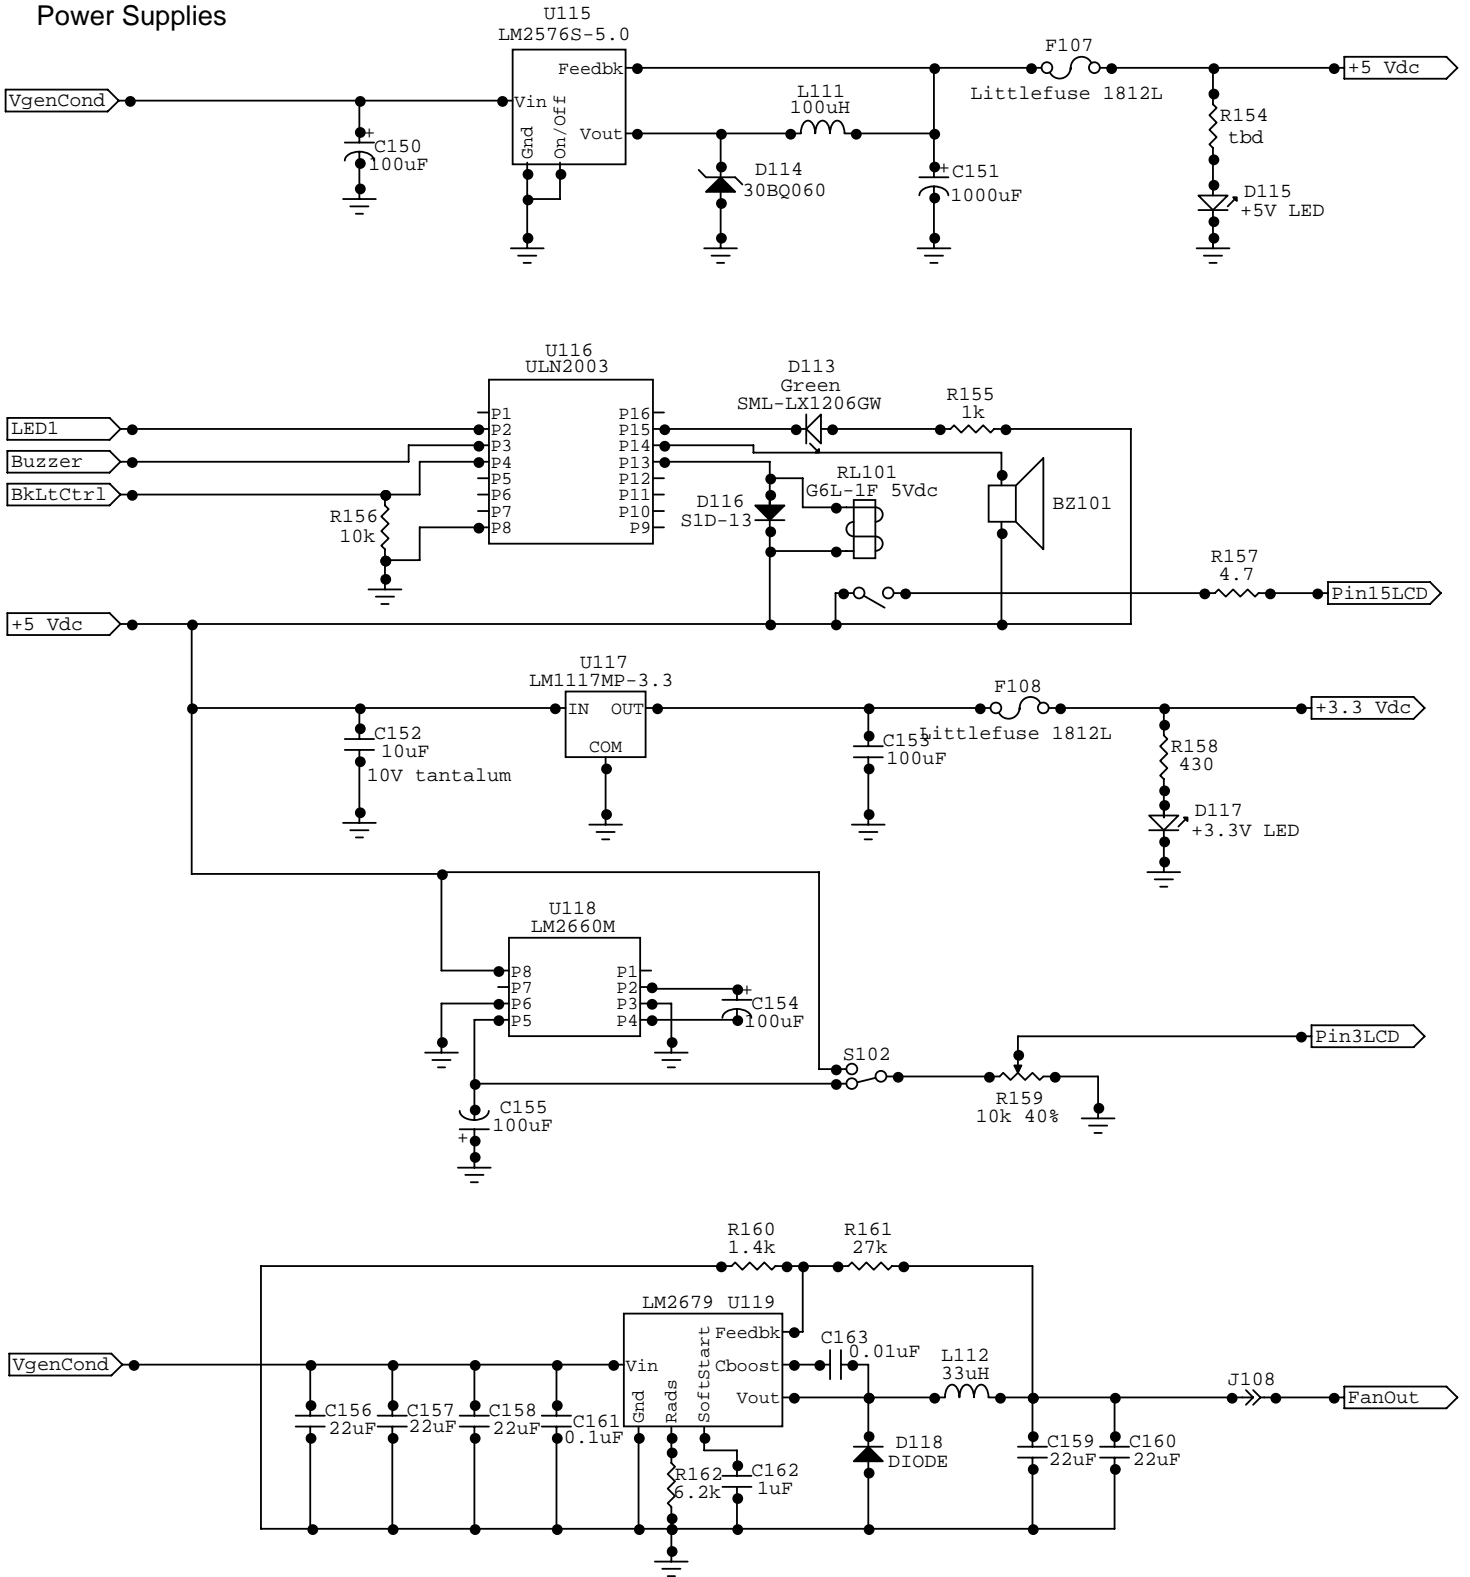 Power Supplies
U115
LM2576S-5.0
Feedbk
Vin
Gnd
On/Off
Vout
VgenCond
C150
+
100uF
L111
100uH
D114
30BQ060
+
C151
1000uF
F107
Littlefuse 1812L
+5 Vdc
R154
tbd
D115
+5V LED
U116
ULN2003
P1
P2
P3
P4
P5
P6
P7
P8
P16
P15
P14
P13
P12
P11
P10
P9
LED1
Buzzer
BkLtCtrl
R156
10k
D113
Green
SML-LX1206GW
R155
1k
RL101
G6L-1F 5Vdc
D116
S1D-13
BZ101
R157
4.7
Pin15LCD
+5 Vdc
U117
LM1117MP-3.3
IN
OUT
COM
C152
10uF
10V tantalum
C153
100uF
F108
Littlefuse 1812L
+3.3 Vdc
R158
430
D117
+3.3V LED
U118
LM2660M
P8
P7
P6
P5
P1
P2
P3
P4
+
C154
100uF
C155
100uF
+
S102
R159
10k 40%
Pin3LCD
R160
1.4k
R161
27k
LM2679 U119
Feedbk
Cboost
Vout
Vin
Gnd
Rads
SoftStart
VgenCond
C156
22uF
C157
22uF
C158
22uF
C161
0.1uF
R162
6.2k
C162
1uF
C163
0.01uF
L112
33uH
D118
DIODE
C159
22uF
C160
22uF
J108
FanOut